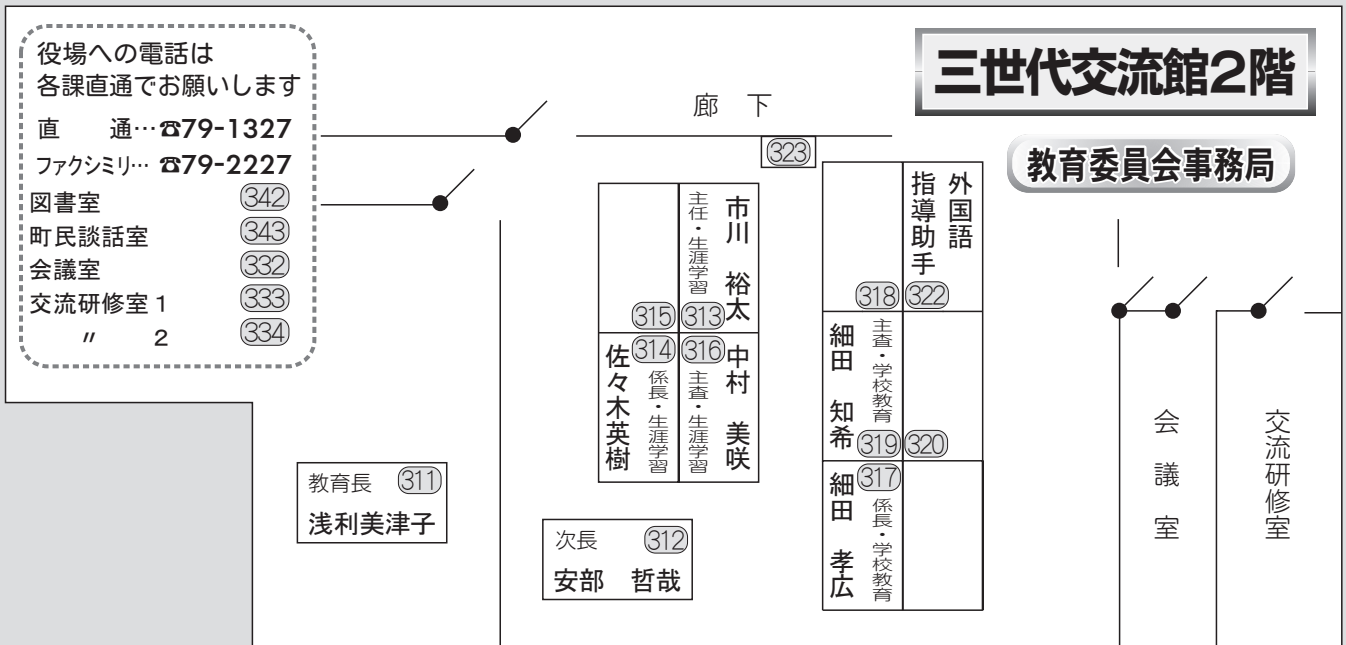 役場への電話は
各課直通でお願いします
直　　通…☎79-1327
ファクシミリ…☎79-2227
図書室　342
町民談話室　343
会議室　332
交流研修室1　333
〃　2　334
三世代交流館2階
教育委員会事務局
廊下
323
315
市川　裕太
主任・生涯学習
313
佐々木英樹
314
係長・生涯学習
中村　美咲
316
主査・生涯学習
318
外国語
指導助手
322
細田　知希
主査・学校教育
319
320
細田　孝広
317
係長・学校教育
教育長　311
浅利美津子
次長　312
安部　哲哉
会議室
交流研修室